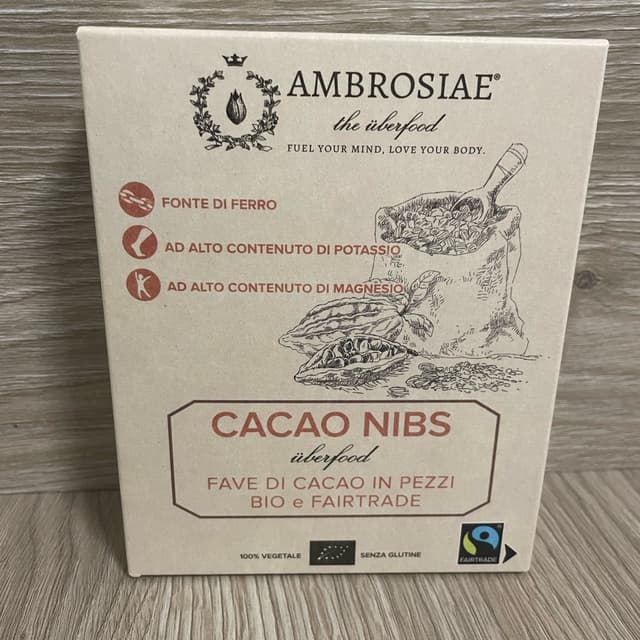 AMBROSIAE®
the überfood
FUEL YOUR MIND, LOVE YOUR BODY.
FONTE DI FERRO
AD ALTO CONTENUTO DI POTASSIO
AD ALTO CONTENUTO DI MAGNESIO
CACAO NIBS
überfood
FAVE DI CACAO IN PEZZI
BIO e FAIRTRADE
100% VEGETALE
SENZA GLUTINE
FAIRTRADE